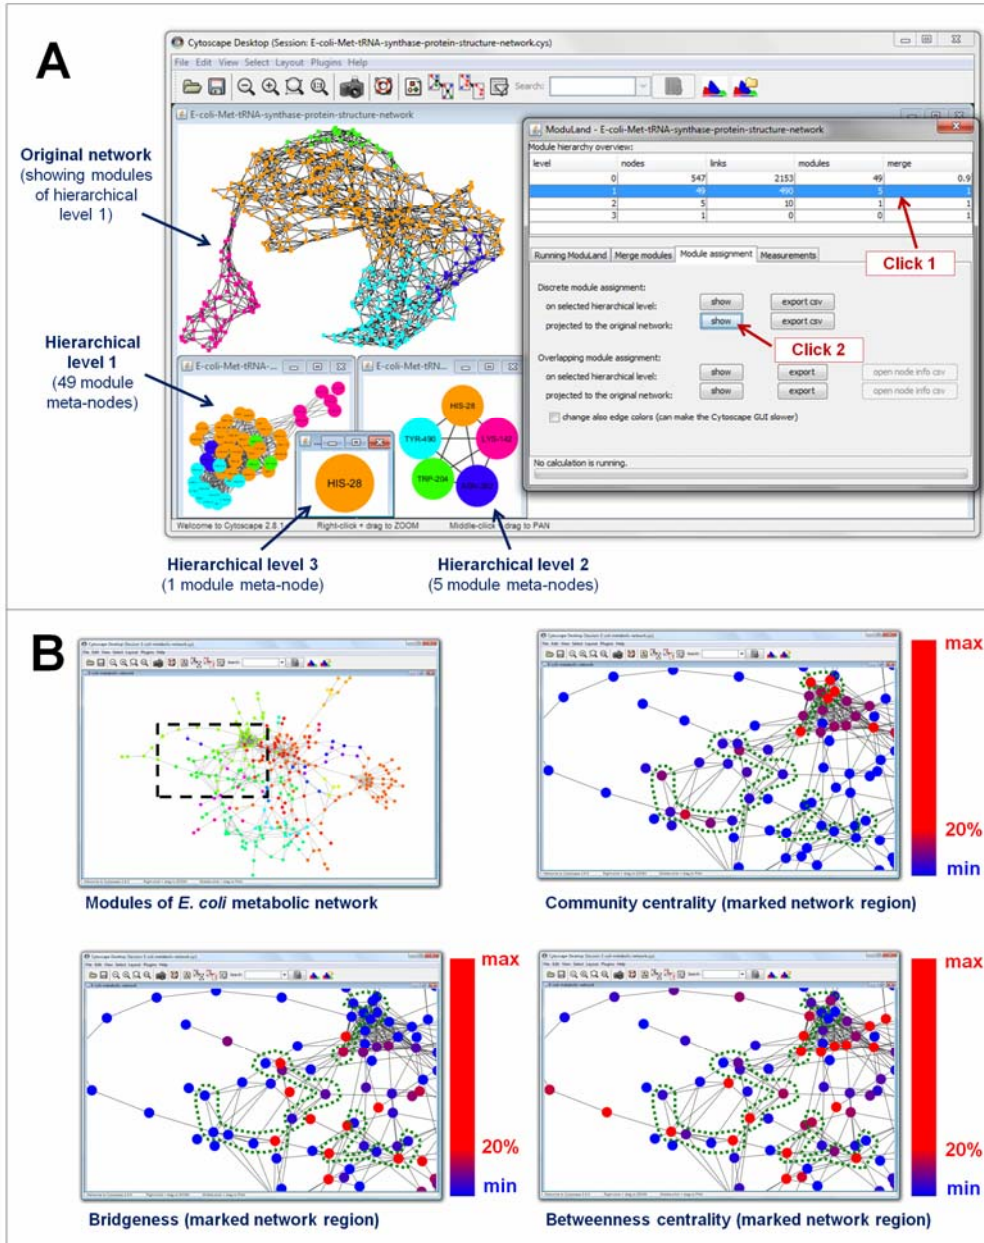 A
Cytoscape Desktop (Session: E-coli-Met-tRNA-synthase-protein-structure-network.cys)
File Edit View Select Layout Plugins Help
Search:
E-coli-Met-tRNA-synthase-protein-structure-network
ModuLand - E-coli-Met-tRNA-synthase-protein-structure-network
Module hierarchy overview:
level nodes links modules merge
0 547 2153 49 0.9
1 49 490 5 1
2 5 10 1 1
3 1 0 0 1
Click 1
Running ModuLand Merge modules Module assignment Measurements
Discrete module assignment:
on selected hierarchical level: show export csv
projected to the original network: show export csv
Click 2
Overlapping module assignment:
on selected hierarchical level: show export open node info csv
projected to the original network: show export open node info csv
change also edge colors (can make the Cytoscape GUI slower)
No calculation is running.
Original network
(showing modules
of hierarchical
level 1)
Hierarchical
level 1
(49 module
meta-nodes)
E-coli-Met-tRNA-...
E-coli-Met-tR...
HIS-28
HIS-28
TYR-490
LYS-142
TRP-204
Welcome to Cytoscape 2.8.1 Right-click + drag to ZOOM Middle-click + drag to PAN
Hierarchical level 3
(1 module meta-node)
Hierarchical level 2
(5 module meta-nodes)
B
max
20%
min
Modules of E. coli metabolic network
Community centrality (marked network region)
max
20%
min
max
20%
min
Bridgeness (marked network region)
Betweenness centrality (marked network region)